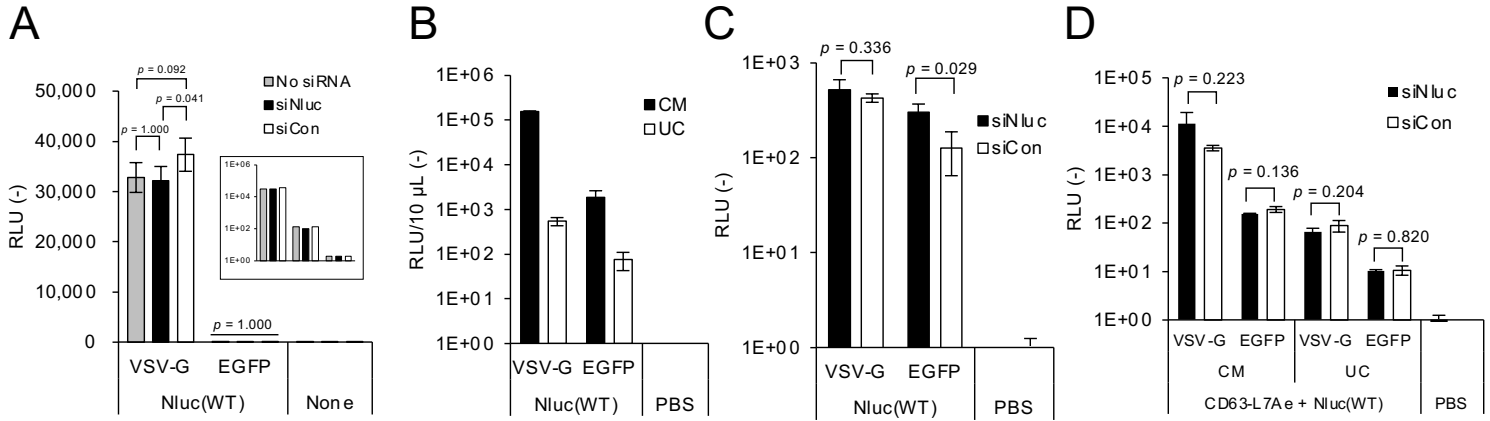 A
RLU (-)
50,000
40,000
30,000
20,000
10,000
0
p = 0.092
p = 0.041
p = 1.000
No siRNA
siNluc
siCon
1E+06
1E+04
1E+02
1E+00
p = 1.000
VSV-G EGFP
Nluc(WT) None
B
RLU/10 µL (-)
1E+06
1E+05
1E+04
1E+03
1E+02
1E+01
1E+00
CM
UC
VSV-G EGFP
Nluc(WT) PBS
C
RLU (-)
1E+03
1E+02
1E+01
1E+00
p = 0.336
p = 0.029
siNluc
siCon
VSV-G EGFP
Nluc(WT) PBS
D
RLU (-)
1E+05
1E+04
1E+03
1E+02
1E+01
1E+00
p = 0.223
p = 0.136
p = 0.204
p = 0.820
siNluc
siCon
VSV-G EGFP VSV-G EGFP
CM UC
CD63-L7Ae + Nluc(WT) PBS